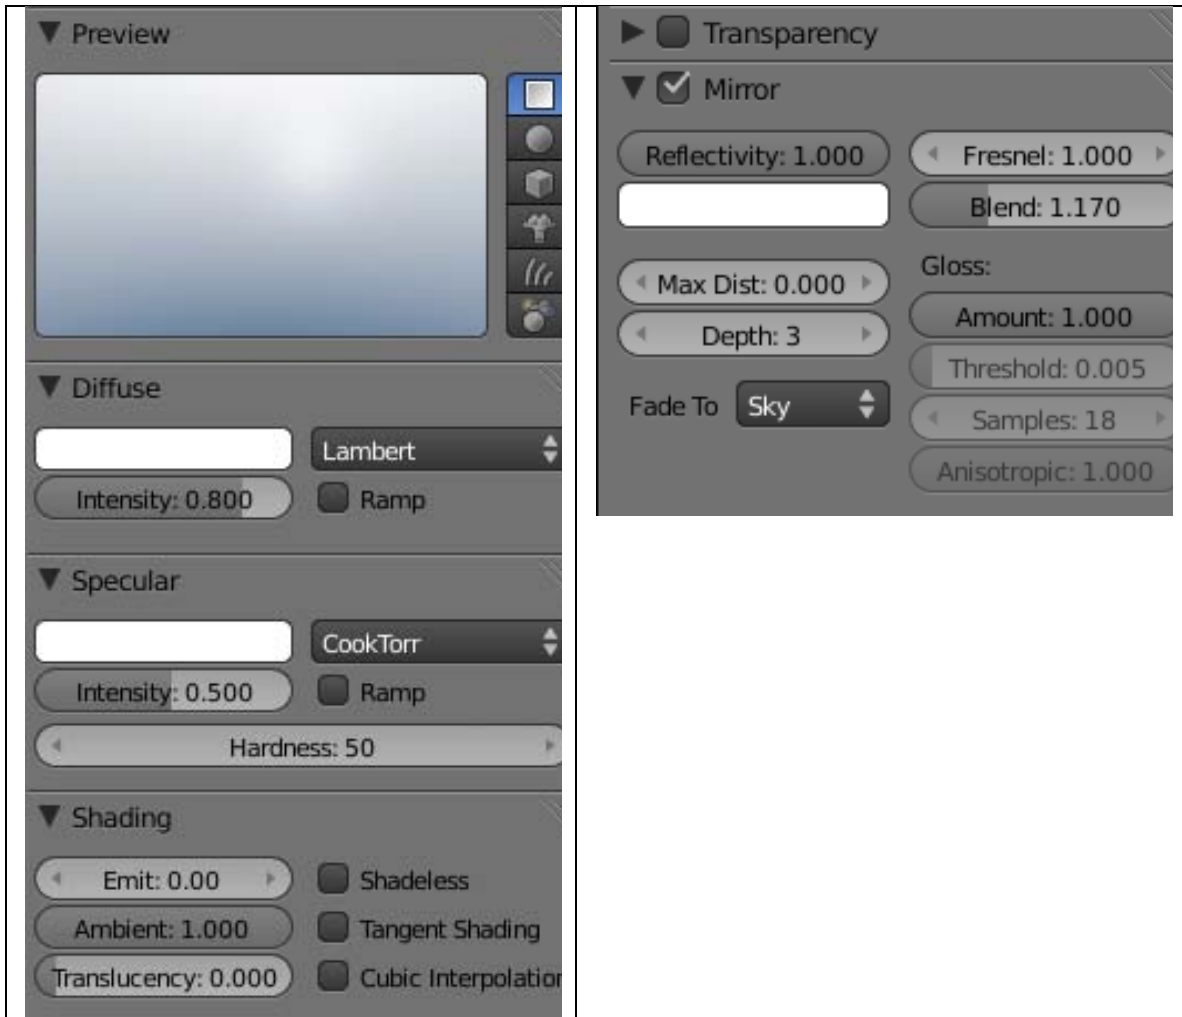 Preview
Diffuse
Lambert
Intensity: 0.800
Ramp
Specular
CookTorr
Intensity: 0.500
Ramp
Hardness: 50
Shading
Emit: 0.00
Shadeless
Ambient: 1.000
Tangent Shading
Translucency: 0.000
Cubic Interpolation
Transparency
Mirror
Reflectivity: 1.000
Fresnel: 1.000
Blend: 1.170
Max Dist: 0.000
Gloss:
Depth: 3
Amount: 1.000
Threshold: 0.005
Fade To Sky
Samples: 18
Anisotropic: 1.000